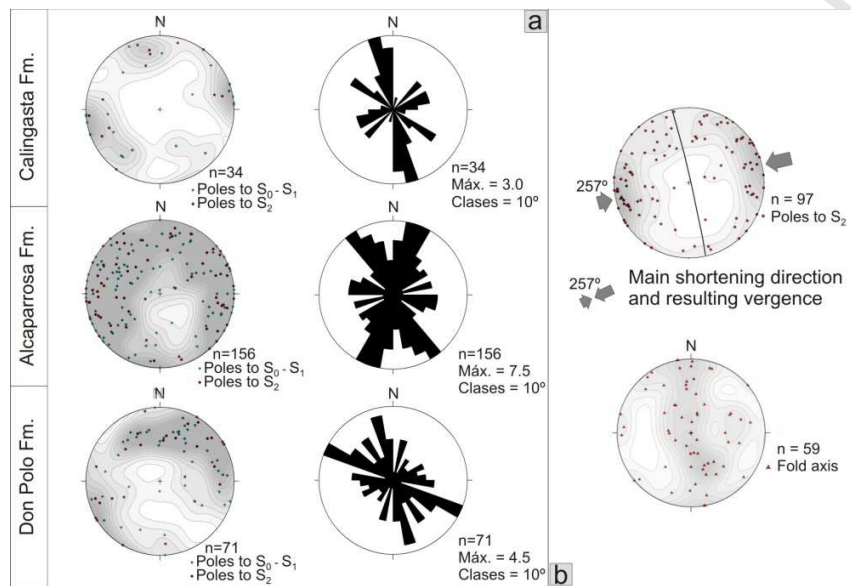 a
Calingasta Fm.
N
n=34
Poles to S0 - S1
Poles to S2
N
n=34
Máx. = 3.0
Clases = 10º
Alcaparrosa Fm.
N
n=156
Poles to S0 - S1
Poles to S2
N
n=156
Máx. = 7.5
Clases = 10º
Don Polo Fm.
N
n=71
Poles to S0 - S1
Poles to S2
N
n=71
Máx. = 4.5
Clases = 10º
b
N
257º
n = 97
Poles to S2
257º
Main shortening direction
and resulting vergence
N
n = 59
Fold axis